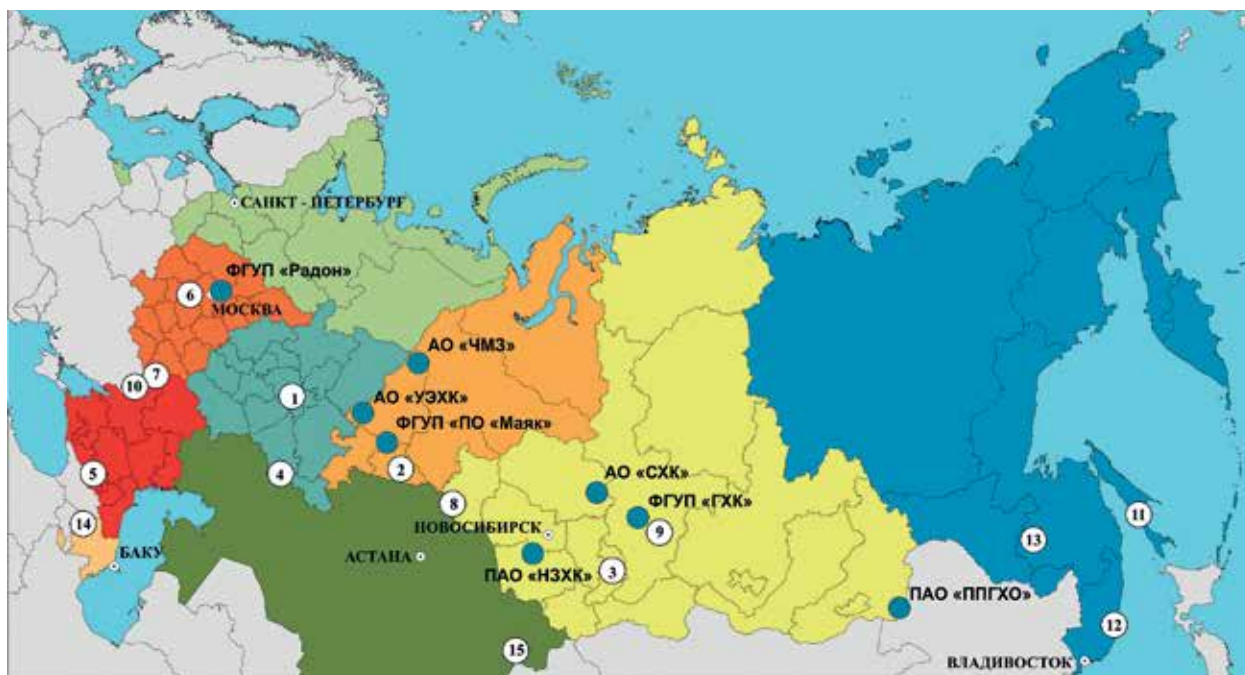 САНКТ - ПЕТЕРБУРГ
ФГУП «Радон»
6
МОСКВА
АО «ЧМЗ»
7
10
1
АО «УЭХК»
ФГУП «ПО «Маяк»
2
5
4
АО «СХК»
8
ФГУП «ГХК»
11
14
НОВОСИБИРСК
9
13
БАКУ
АСТАНА
ПАО «НЗХК»
3
ПАО «ППГХО»
12
15
ВЛАДИВОСТОК